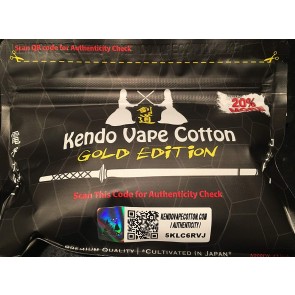 Scan QR code for Authenticity Check
剣道
20%
Kendo Vape Cotton
GOLD EDITION
Scan This Code for Authenticity Check
KENDOVAPECOTTON.COM
/AUTHENTICITY/
5KLC6RVJ
Premium Quality | "Cultivated in Japan"